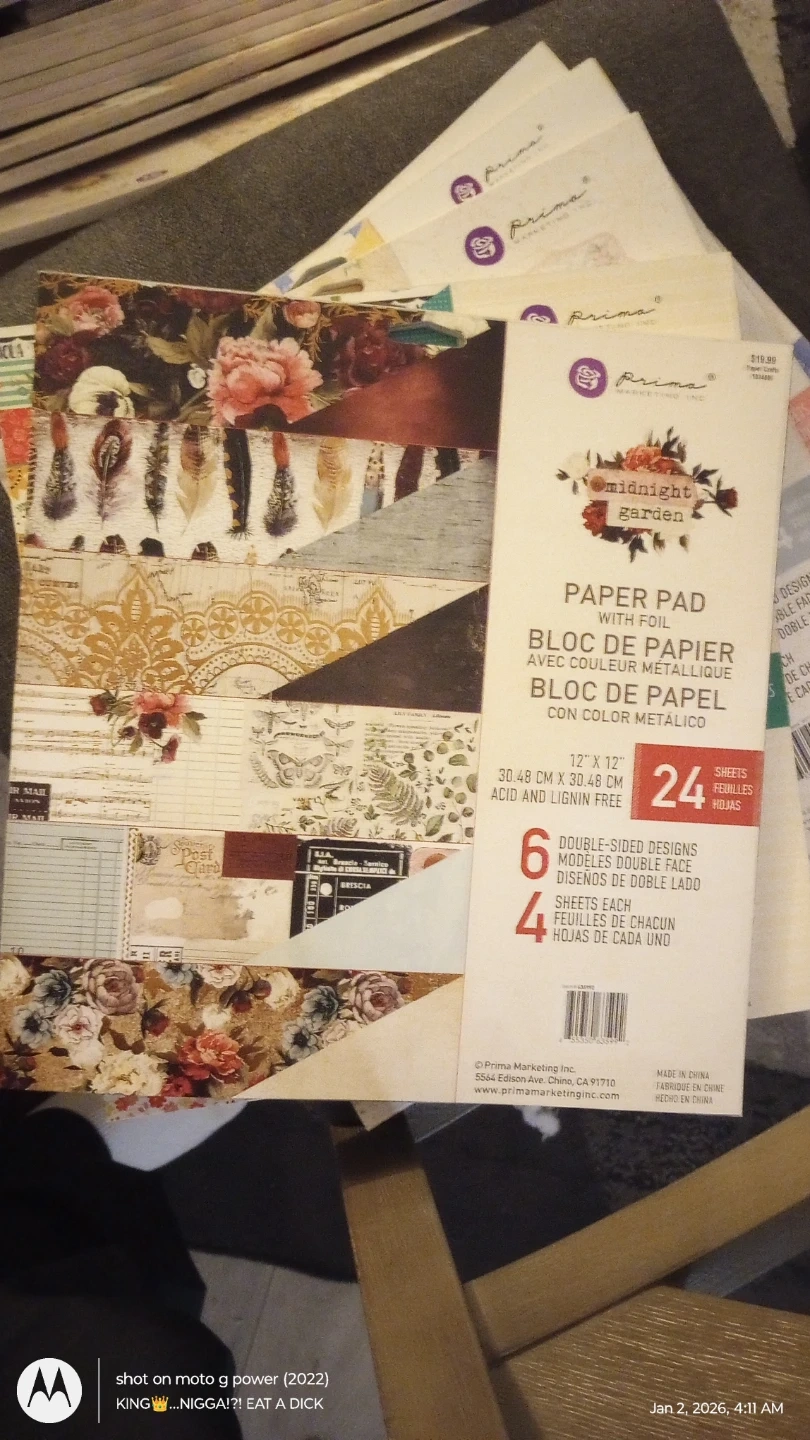 prima
prima
MARKETING INC
prima
MARKETING INC
$19.99
prima
MARKETING INC
midnight
garden
PAPER PAD
WITH FOIL
BLOC DE PAPIER
AVEC COULEUR MÉTALLIQUE
BLOC DE PAPEL
CON COLOR METÁLICO
12" X 12"
30.48 CM X 30.48 CM
ACID AND LIGNIN FREE
24
SHEETS
FEUILLES
HOJAS
6
DOUBLE-SIDED DESIGNS
MODÈLES DOUBLE FACE
DISEÑOS DE DOBLE LADO
4
SHEETS EACH
FEUILLES DE CHACUN
HOJAS DE CADA UNO
Post
Card
BRESCIA
©Prima Marketing Inc.
5564 Edison Ave. Chino, CA 91710
www.primamarketinginc.com
MADE IN CHINA
FABRIQUÉ EN CHINE
HECHO EN CHINA
shot on moto g power (2022)
KING👑...NIGGA!?! EAT A DICK
Jan 2, 2026, 4:11 AM